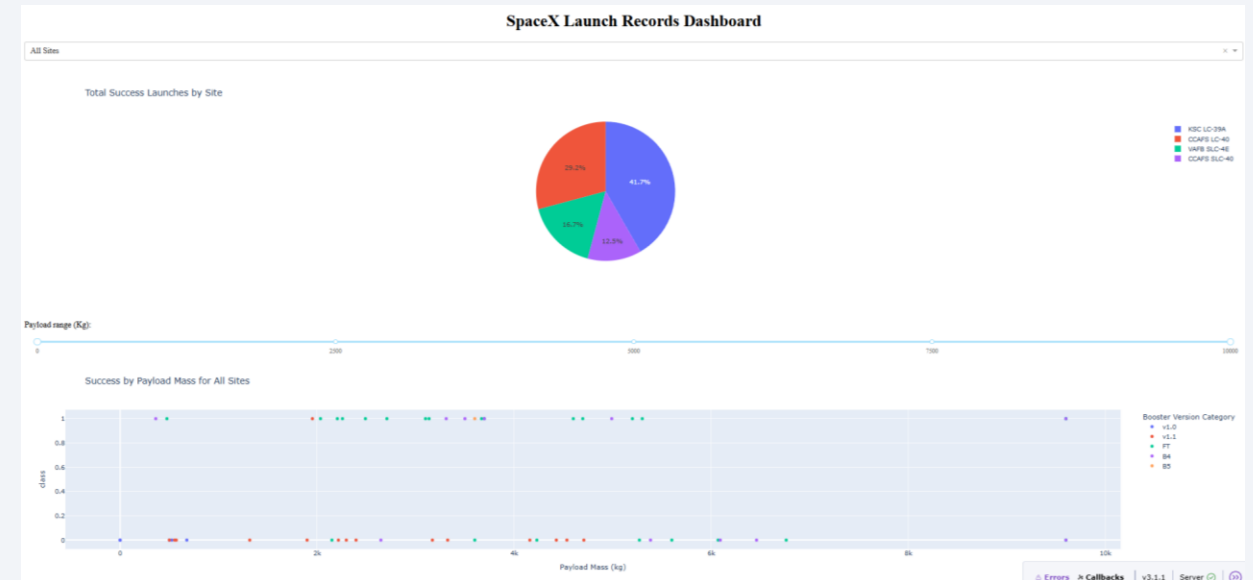 SpaceX Launch Records Dashboard
All Sites
Total Success Launches by Site
KSC LC-39A
CCAFS LC-40
VAFB SLC-4E
CCAFS SLC-40
29.2%
41.7%
16.7%
12.5%
Payload range (Kg):
0 2500 5000 7500 10000
Success by Payload Mass for All Sites
Booster Version Category
v1.0
v1.1
FT
B4
B5
class
1
0.8
0.6
0.4
0.2
0
0 2k 4k 6k 8k 10k
Payload Mass (kg)
Errors Callbacks v3.1.1 Server